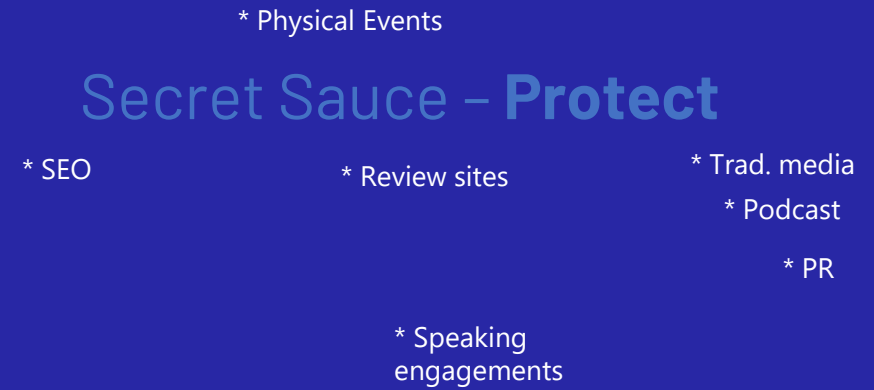 * Physical Events
Secret Sauce – Protect
* SEO
* Review sites
* Trad. media
* Podcast
* PR
* Speaking
engagements